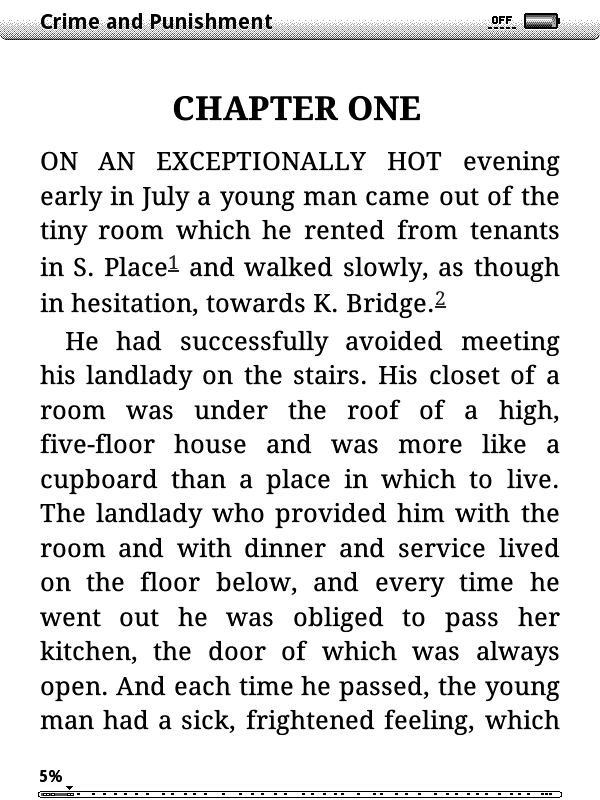 Crime and Punishment
OFF
CHAPTER ONE
ON AN EXCEPTIONALLY HOT evening
early in July a young man came out of the
tiny room which he rented from tenants
in S. Place1 and walked slowly, as though
in hesitation, towards K. Bridge.2
He had successfully avoided meeting
his landlady on the stairs. His closet of a
room was under the roof of a high,
five-floor house and was more like a
cupboard than a place in which to live.
The landlady who provided him with the
room and with dinner and service lived
on the floor below, and every time he
went out he was obliged to pass her
kitchen, the door of which was always
open. And each time he passed, the young
man had a sick, frightened feeling, which
5%